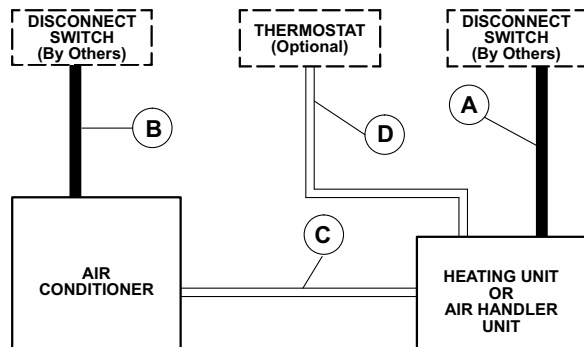 DISCONNECT
SWITCH
(By Others)
THERMOSTAT
(Optional)
DISCONNECT
SWITCH
(By Others)
B
D
A
C
AIR
CONDITIONER
HEATING UNIT
OR
AIR HANDLER
UNIT